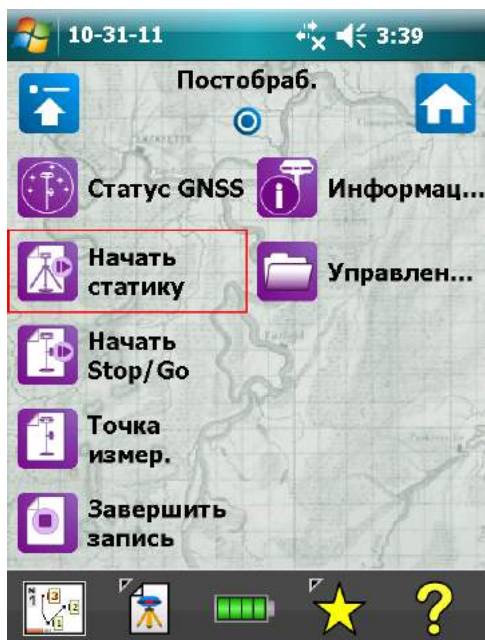 10-31-11 3:39
Постобраб.
Статус GNSS
Информац...
Начать
статику
Управлен...
Начать
Stop/Go
Точка
измер.
Завершить
запись
?